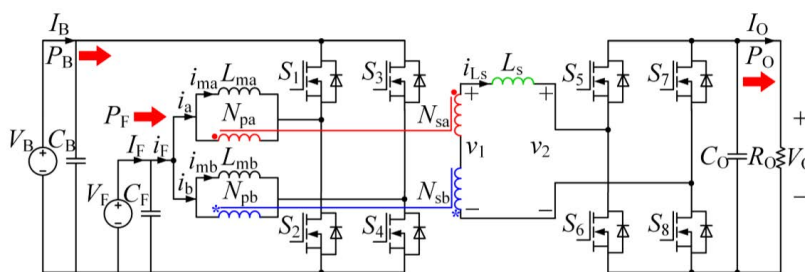 I_B
P_B
V_B
C_B
P_F
I_F
i_F
V_F
C_F
i_a
i_b
i_ma L_ma
N_pa
i_mb L_mb
N_pb
S_1
S_3
S_2
S_4
N_sa
N_sb
i_Ls L_s
+ +
v_1 v_2
− −
S_5
S_7
S_6
S_8
I_O
P_O
C_O
R_O
+
V_O
−